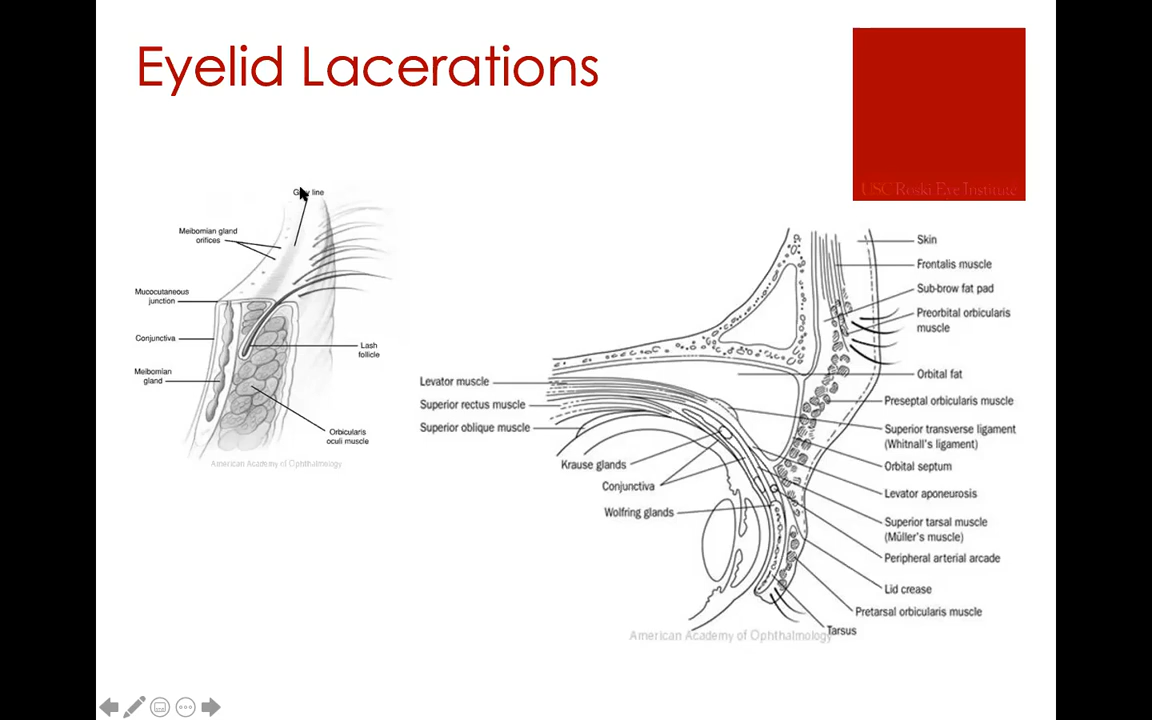 Eyelid Lacerations
USC Roski Eye Institute
line
Meibomian gland
orifices
Mucocutaneous
junction
Conjunctiva
Meibomian
gland
Lash
follicle
Orbicularis
oculi muscle
American Academy of Ophthalmology
Skin
Frontalis muscle
Sub-brow fat pad
Preorbital orbicularis
muscle
Orbital fat
Levator muscle
Superior rectus muscle
Superior oblique muscle
Preseptal orbicularis muscle
Superior transverse ligament
(Whitnall's ligament)
Krause glands
Orbital septum
Conjunctiva
Levator aponeurosis
Wolfring glands
Superior tarsal muscle
(Müller's muscle)
Peripheral arterial arcade
Lid crease
Pretarsal orbicularis muscle
Tarsus
American Academy of Ophthalmology